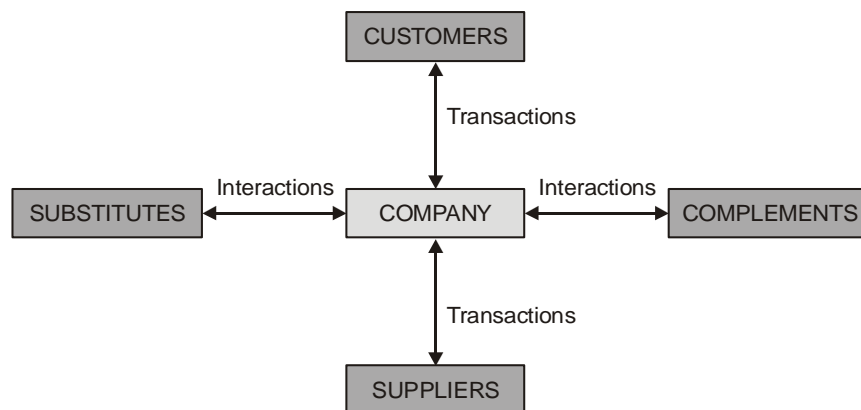 CUSTOMERS
Transactions
Interactions
Interactions
SUBSTITUTES
COMPANY
COMPLEMENTS
Transactions
SUPPLIERS